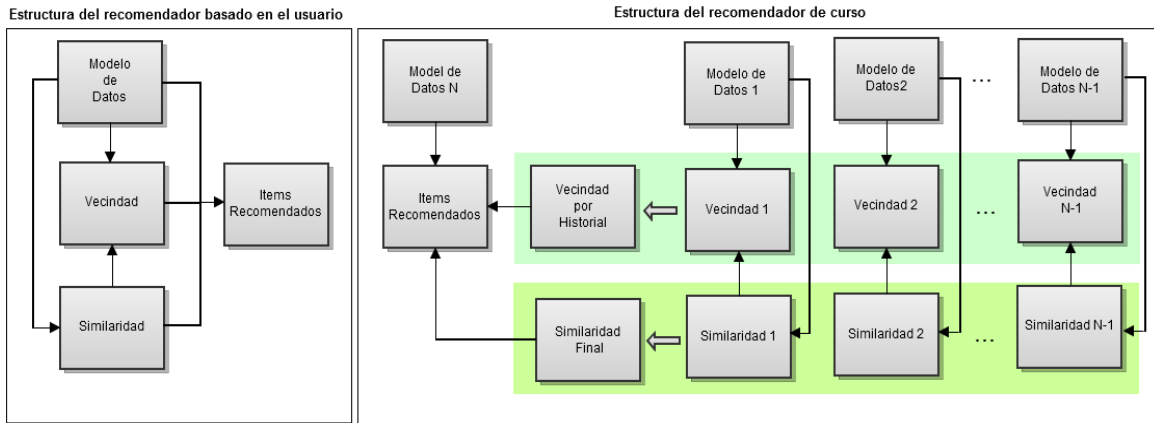 Estructura del recomendador basado en el usuario
Modelo
de
Datos
Vecindad
Items
Recomendados
Similaridad
Estructura del recomendador de curso
Model de
Datos N
Modelo de
Datos 1
Modelo de
Datos2
...
Modelo de
Datos N-1
Items
Recomendados
Vecindad
por
Historial
Vecindad 1
Vecindad 2
...
Vecindad
N-1
Similaridad
Final
Similaridad 1
Similaridad 2
...
Similaridad N-1